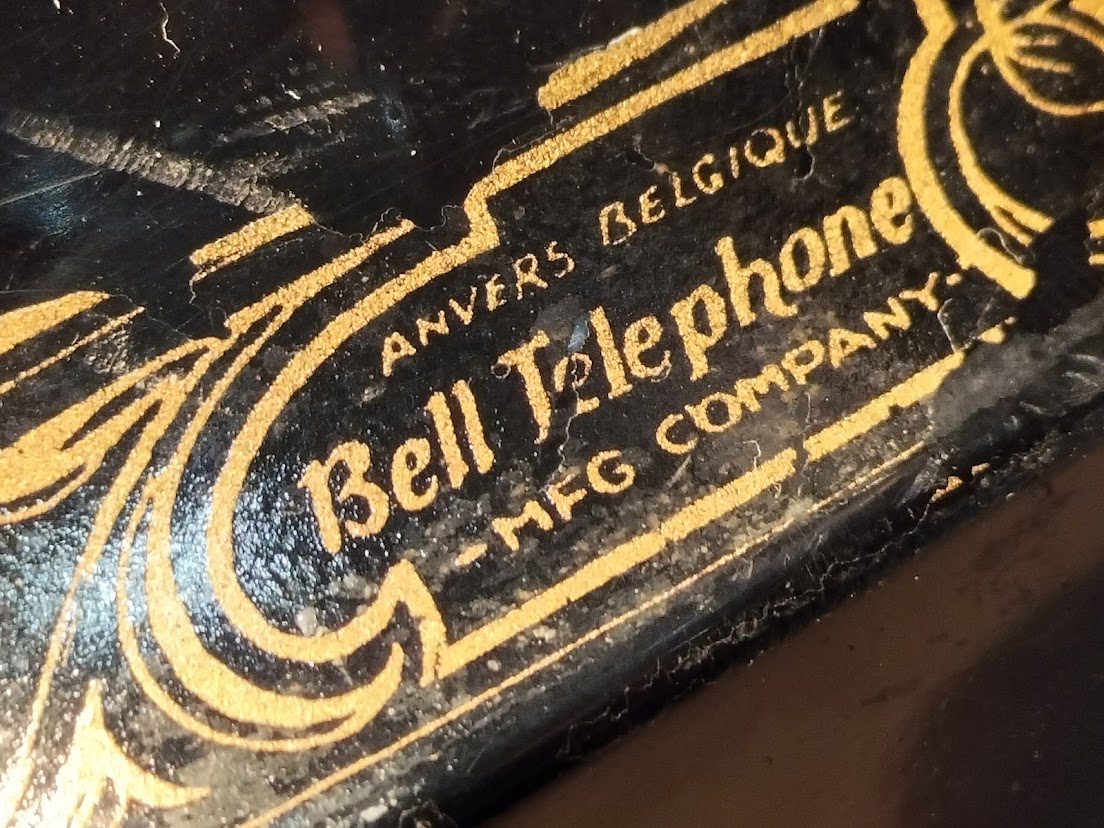 ANVERS BELGIQUE
Bell Telephone
-MFG COMPANY-